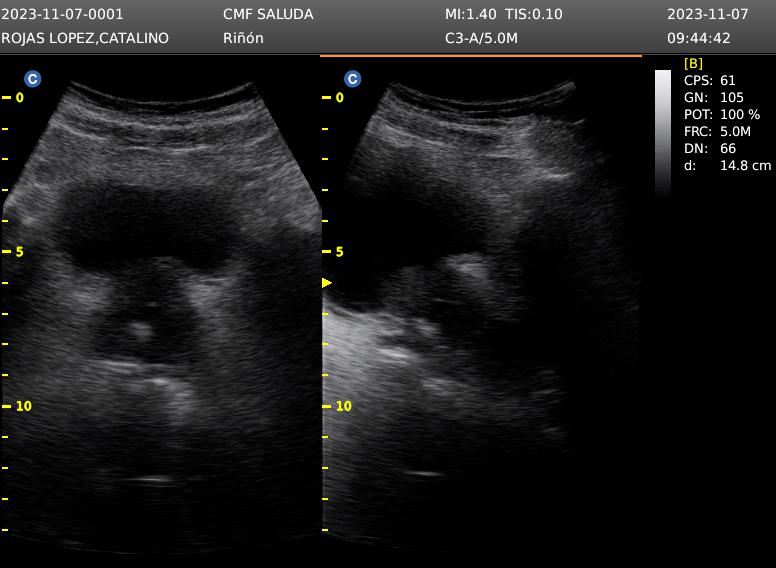 2023-11-07-0001 CMF SALUDA MI:1.40 TIS:0.10 2023-11-07
ROJAS LOPEZ,CATALINO Riñón C3-A/5.0M 09:44:42
C C [B]
0 0 CPS: 61
GN: 105
POT: 100 %
FRC: 5.0M
DN: 66
d: 14.8 cm
5 5
10 10